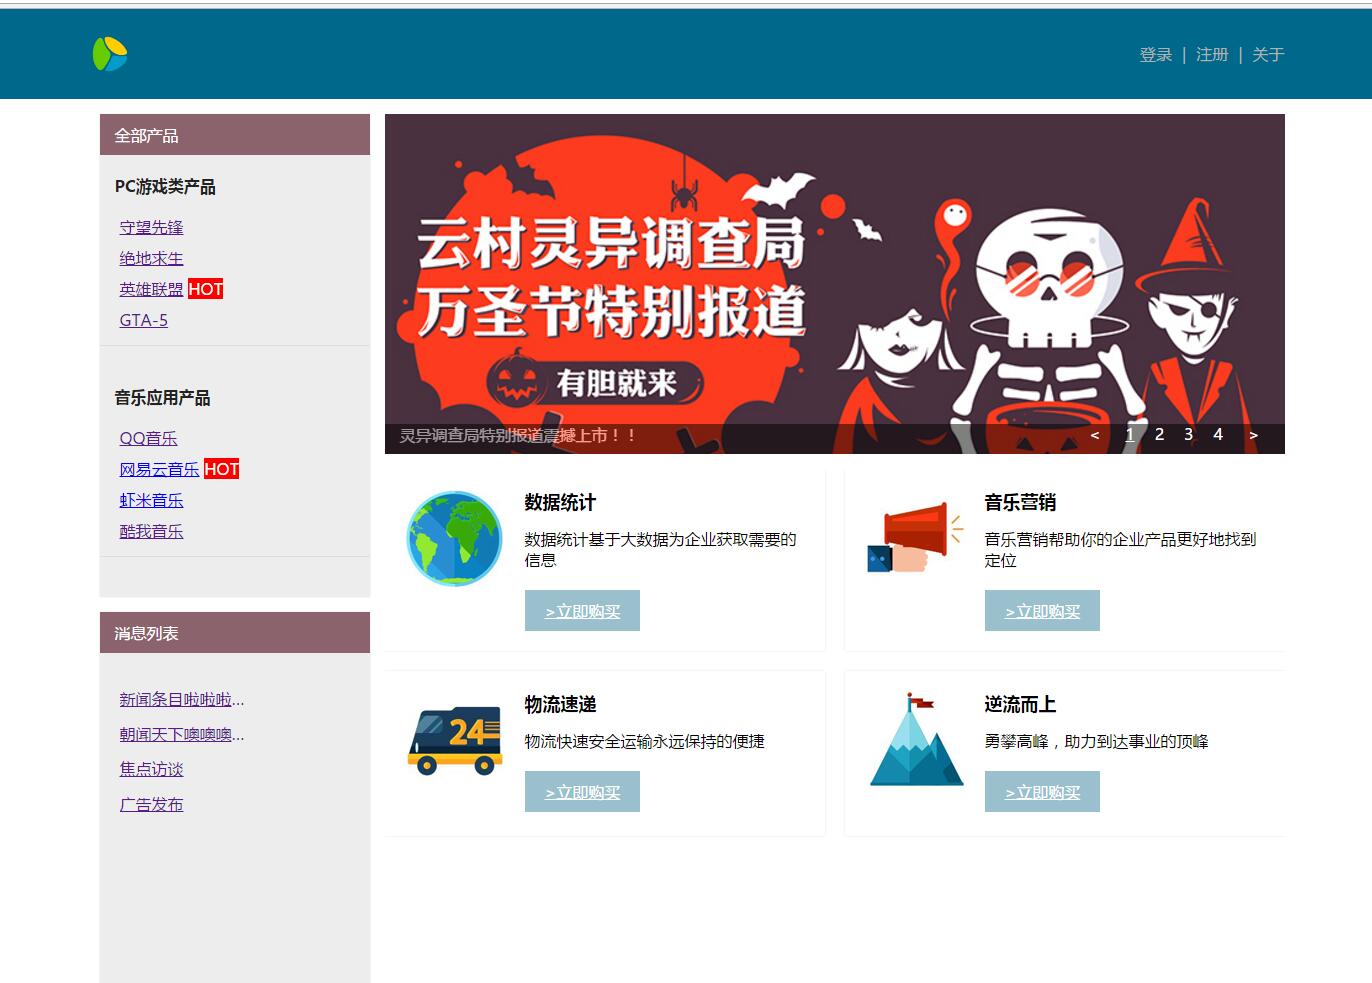 登录 | 注册 | 关于
全部产品
PC游戏类产品
守望先锋
绝地求生
英雄联盟 HOT
GTA-5
音乐应用产品
QQ音乐
网易云音乐 HOT
虾米音乐
酷我音乐
消息列表
新闻条目啦啦啦...
朝闻天下噢噢噢...
焦点访谈
广告发布
云村灵异调查局
万圣节特别报道
有胆就来
灵异调查局特别报道震撼上市！！
< 1 2 3 4 >
数据统计
数据统计基于大数据为企业获取需要的
信息
>立即购买
音乐营销
音乐营销帮助你的企业产品更好地找到
定位
>立即购买
24
物流速递
物流快速安全运输永远保持的便捷
>立即购买
逆流而上
勇攀高峰，助力到达事业的顶峰
>立即购买